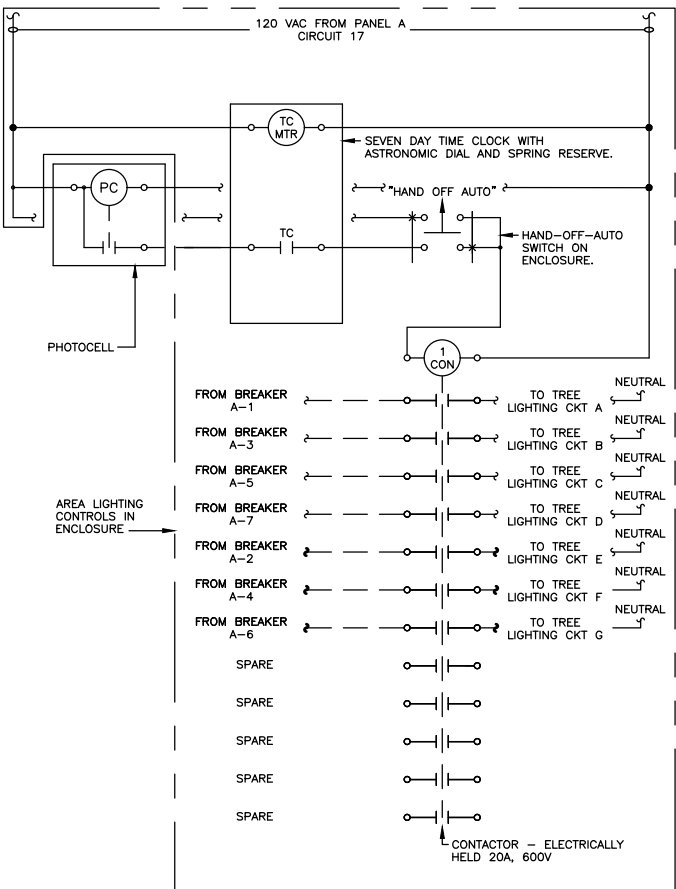 120 VAC FROM PANEL A
CIRCUIT 17
TC
MTR
SEVEN DAY TIME CLOCK WITH
ASTRONOMIC DIAL AND SPRING RESERVE.
PC
"HAND OFF AUTO"
TC
HAND-OFF-AUTO
SWITCH ON
ENCLOSURE.
PHOTOCELL
1
CON
FROM BREAKER
A-1
TO TREE
LIGHTING CKT A
NEUTRAL
FROM BREAKER
A-3
TO TREE
LIGHTING CKT B
NEUTRAL
FROM BREAKER
A-5
TO TREE
LIGHTING CKT C
NEUTRAL
AREA LIGHTING
CONTROLS IN
ENCLOSURE
FROM BREAKER
A-7
TO TREE
LIGHTING CKT D
NEUTRAL
FROM BREAKER
A-2
TO TREE
LIGHTING CKT E
NEUTRAL
FROM BREAKER
A-4
TO TREE
LIGHTING CKT F
NEUTRAL
FROM BREAKER
A-6
TO TREE
LIGHTING CKT G
NEUTRAL
SPARE
SPARE
SPARE
SPARE
SPARE
CONTACTOR - ELECTRICALLY
HELD 20A, 600V